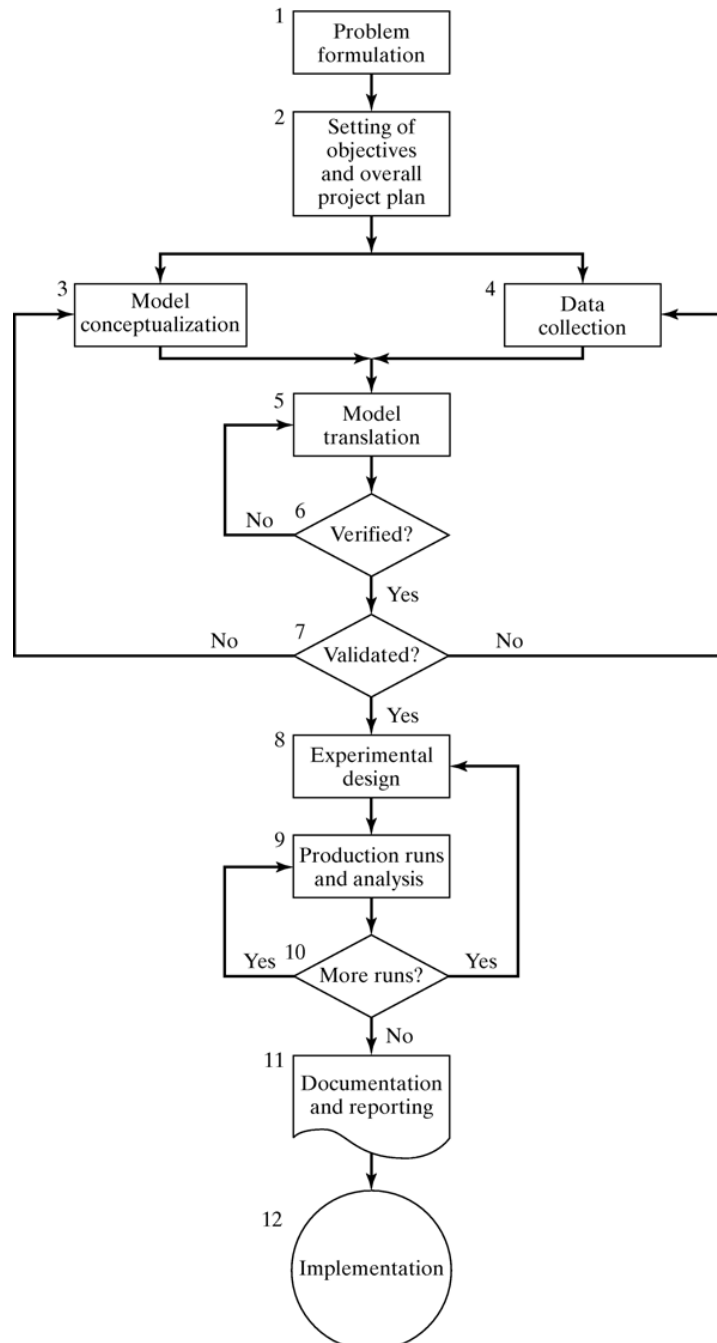 1
Problem
formulation
2
Setting of
objectives
and overall
project plan
3
Model
conceptualization
4
Data
collection
5
Model
translation
6
Verified?
No
Yes
7
Validated?
No
No
Yes
8
Experimental
design
9
Production runs
and analysis
10
More runs?
Yes
Yes
No
11
Documentation
and reporting
12
Implementation